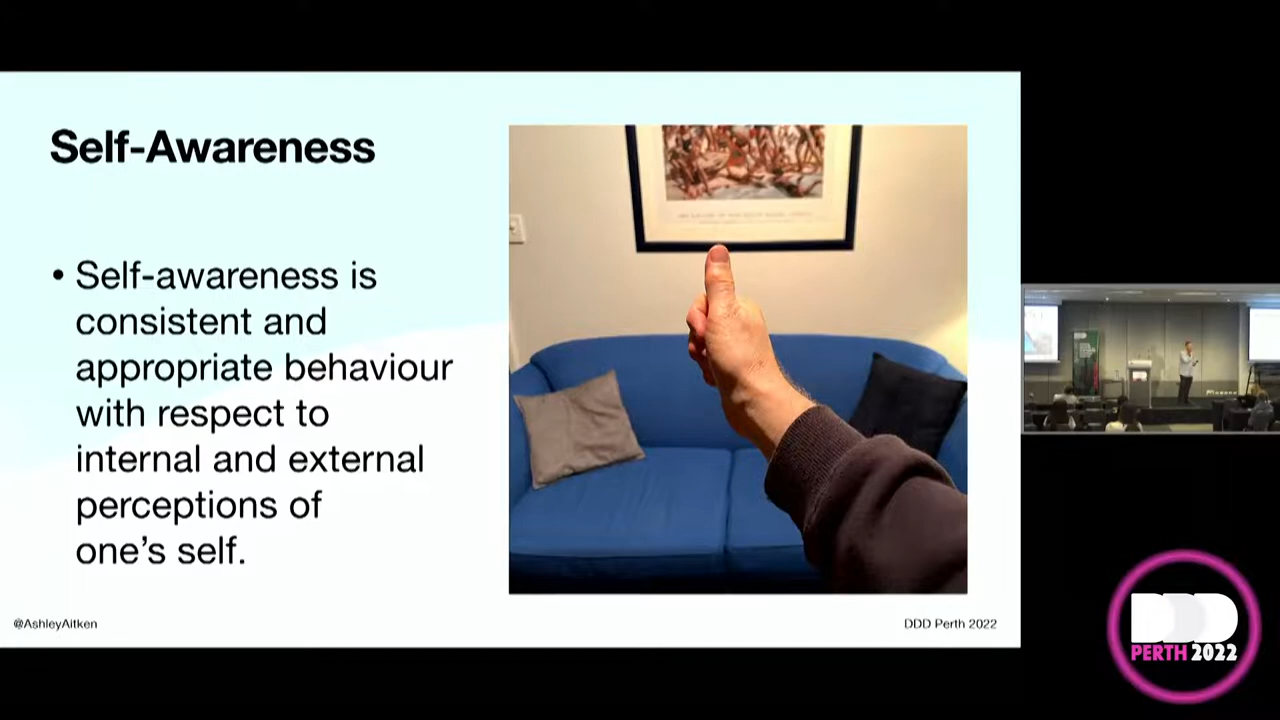 Self-Awareness
• Self-awareness is
consistent and
appropriate behaviour
with respect to
internal and external
perceptions of
one’s self.
@AshleyAitken
DDD Perth 2022
DDD
PERTH 2022